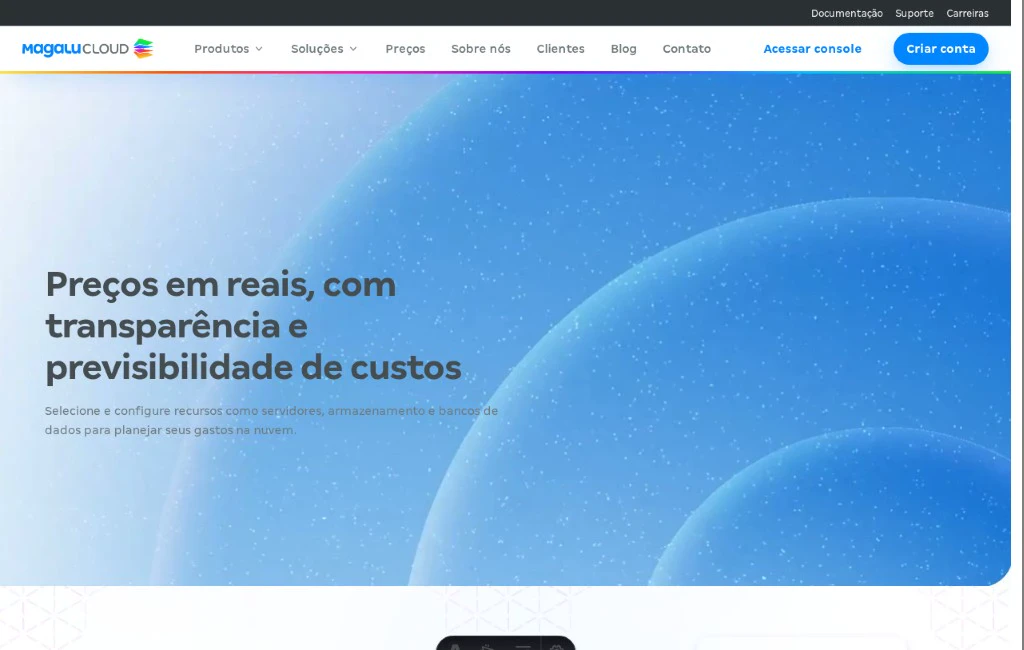 Documentação Suporte Carreiras
MagaluCLOUD Produtos Soluções Preços Sobre nós Clientes Blog Contato Acessar console Criar conta
Preços em reais, com
transparência e
previsibilidade de custos
Selecione e configure recursos como servidores, armazenamento e bancos de
dados para planejar seus gastos na nuvem.